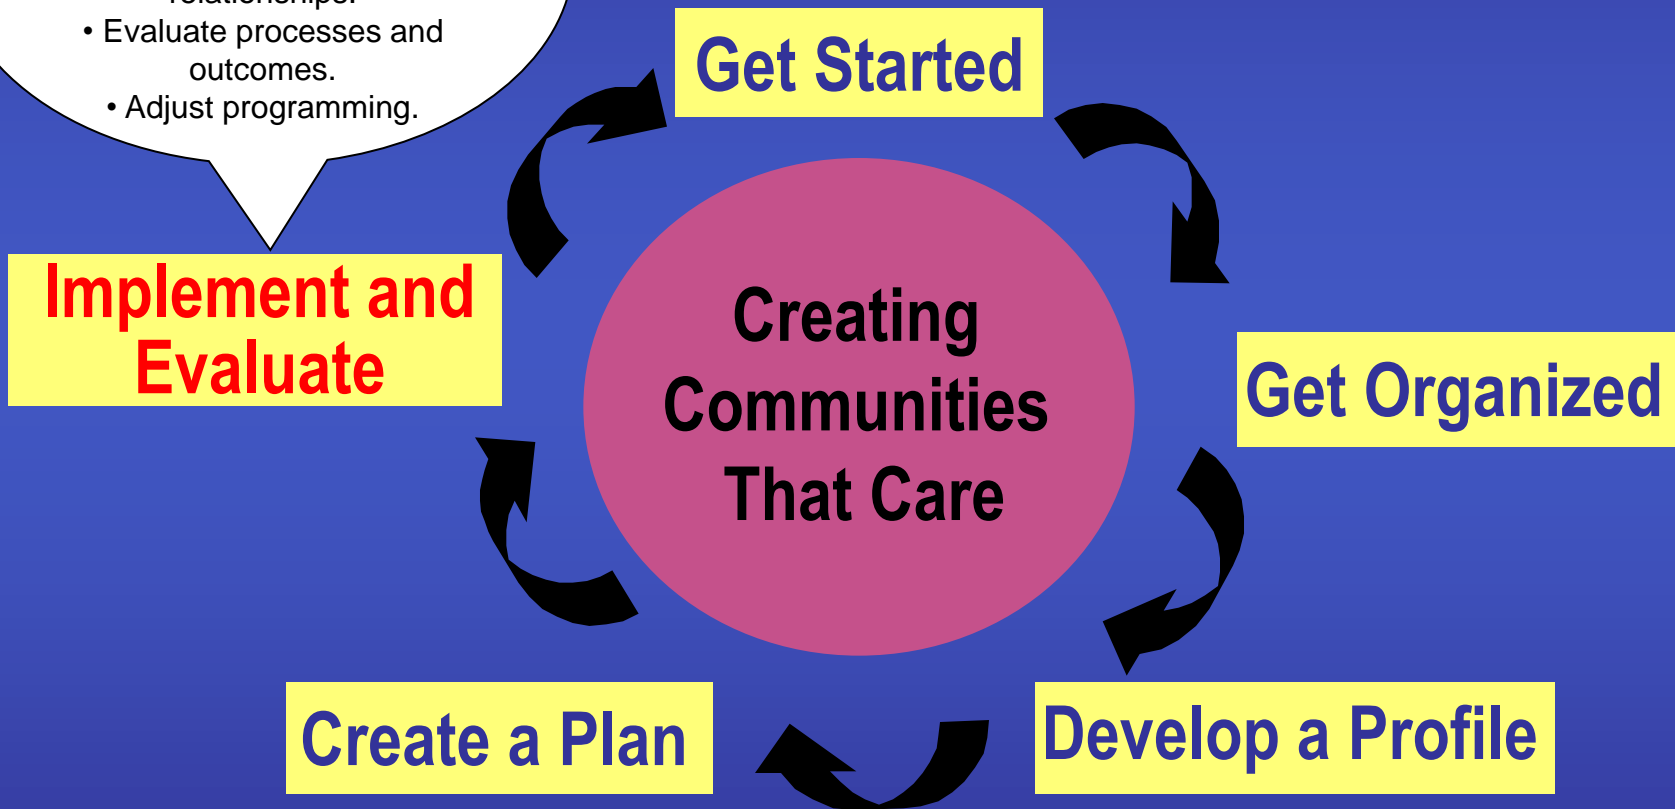 relationships.
• Evaluate processes and
outcomes.
• Adjust programming.
Get Started
Implement and
Evaluate
Creating
Communities
That Care
Get Organized
Create a Plan
Develop a Profile